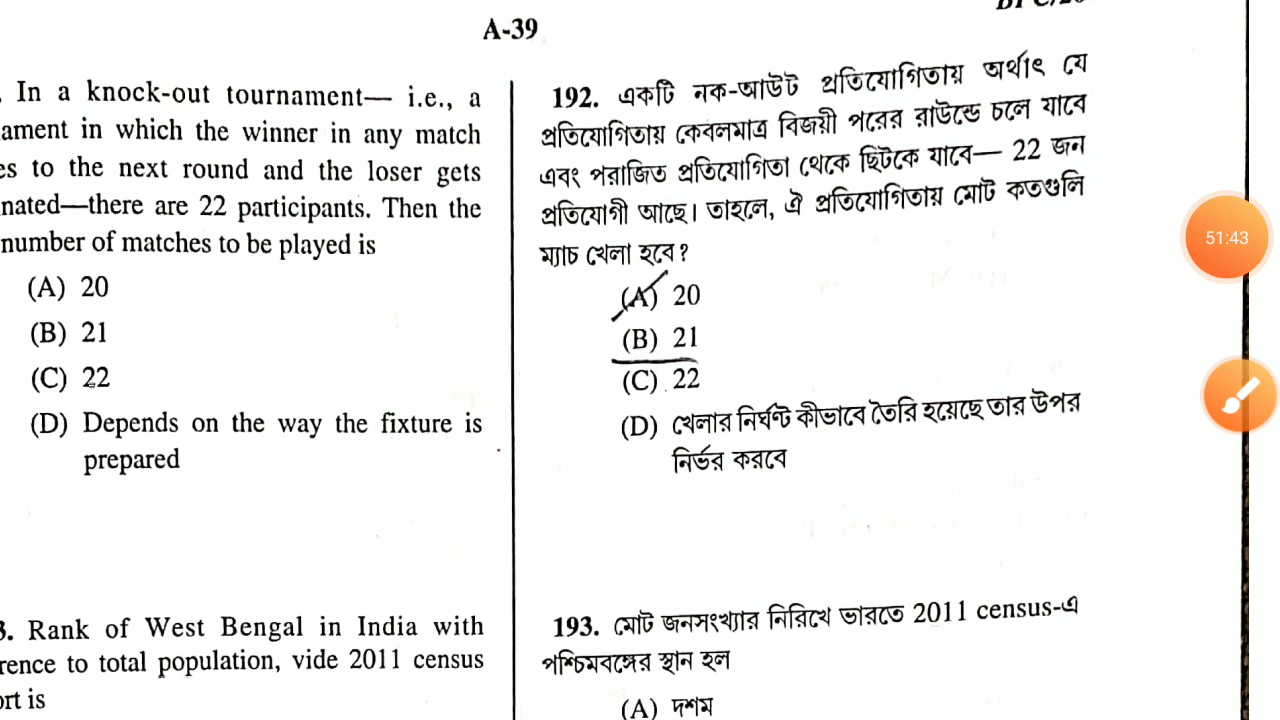 A-39
In a knock-out tournament— i.e., a
ament in which the winner in any match
es to the next round and the loser gets
nated—there are 22 participants. Then the
number of matches to be played is
(A) 20
(B) 21
(C) 22
(D) Depends on the way the fixture is
prepared
3. Rank of West Bengal in India with
rence to total population, vide 2011 census
ort is
192. একটি নক-আউট প্রতিযোগিতায় অর্থাৎ যে
প্রতিযোগিতায় কেবলমাত্র বিজয়ী পরের রাউন্ডে চলে যাবে
এবং পরাজিত প্রতিযোগিতা থেকে ছিটকে যাবে— 22 জন
প্রতিযোগী আছে। তাহলে, ঐ প্রতিযোগিতায় মোট কতগুলি
ম্যাচ খেলা হবে?
(A) 20
(B) 21
(C) 22
(D) খেলার নির্ঘণ্ট কীভাবে তৈরি হয়েছে তার উপর
নির্ভর করবে
193. মোট জনসংখ্যার নিরিখে ভারতে 2011 census-এ
পশ্চিমবঙ্গের স্থান হল
(A) দশম
51:43